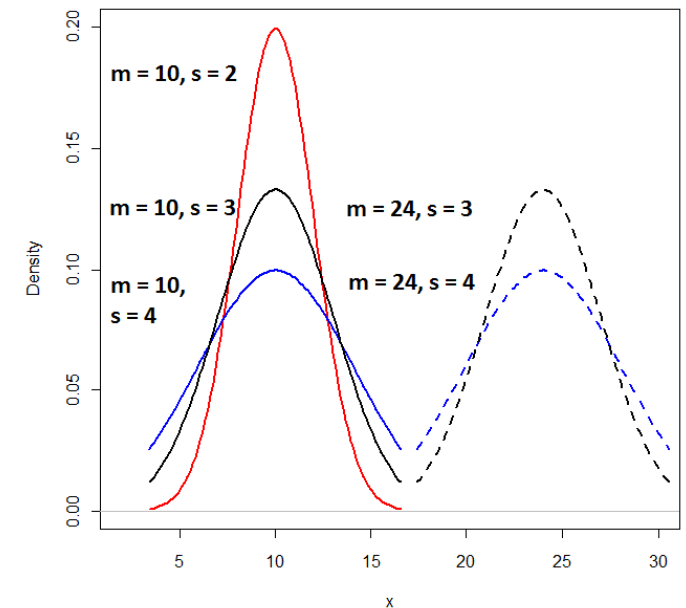 0.20
m = 10, s = 2
0.15
m = 10, s = 3
m = 24, s = 3
Density
0.10
m = 10,
s = 4
m = 24, s = 4
0.05
0.00
5 10 15 20 25 30
x